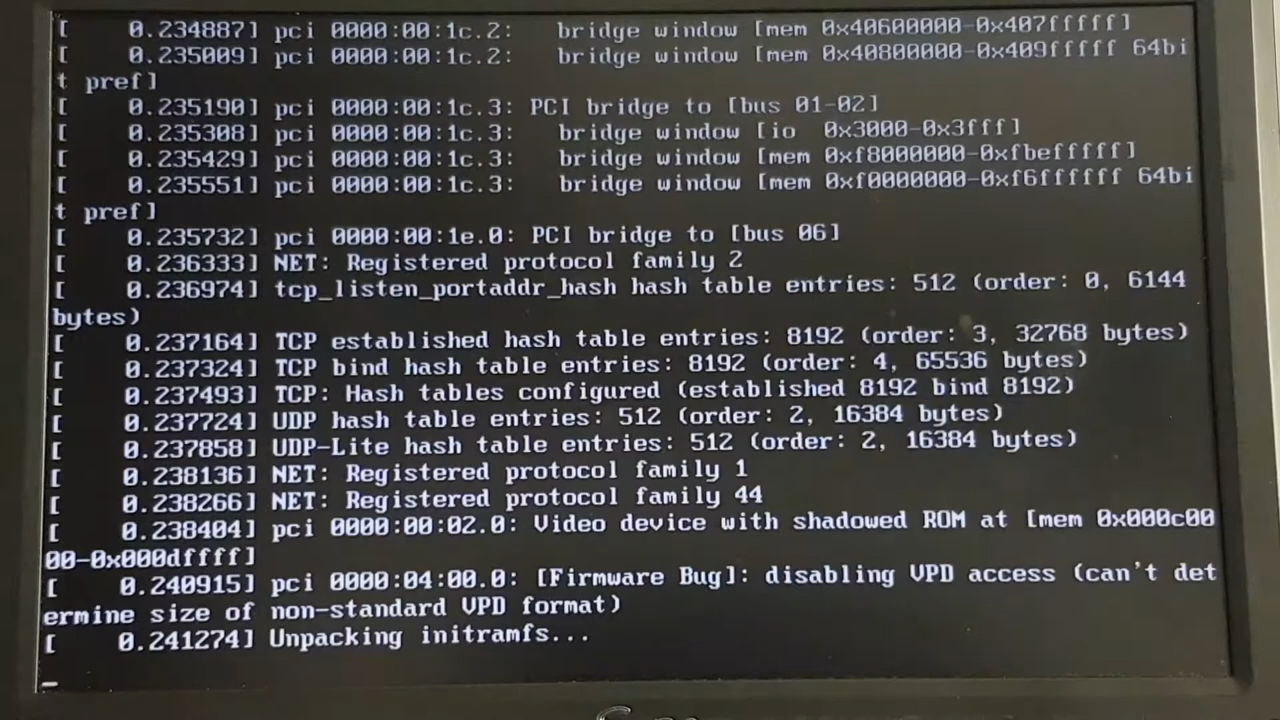 [    0.234887] pci 0000:00:1c.2:   bridge window [mem 0x40600000-0x407fffff]
[    0.235009] pci 0000:00:1c.2:   bridge window [mem 0x40800000-0x409fffff 64bi
t pref]
[    0.235190] pci 0000:00:1c.3: PCI bridge to [bus 01-02]
[    0.235308] pci 0000:00:1c.3:   bridge window [io  0x3000-0x3fff]
[    0.235429] pci 0000:00:1c.3:   bridge window [mem 0xf8000000-0xfbefffff]
[    0.235551] pci 0000:00:1c.3:   bridge window [mem 0xf0000000-0xf6ffffff 64bi
t pref]
[    0.235732] pci 0000:00:1e.0: PCI bridge to [bus 06]
[    0.236333] NET: Registered protocol family 2
[    0.236974] tcp_listen_portaddr_hash hash table entries: 512 (order: 0, 6144
bytes)
[    0.237164] TCP established hash table entries: 8192 (order: 3, 32768 bytes)
[    0.237324] TCP bind hash table entries: 8192 (order: 4, 65536 bytes)
[    0.237493] TCP: Hash tables configured (established 8192 bind 8192)
[    0.237724] UDP hash table entries: 512 (order: 2, 16384 bytes)
[    0.237858] UDP-Lite hash table entries: 512 (order: 2, 16384 bytes)
[    0.238136] NET: Registered protocol family 1
[    0.238266] NET: Registered protocol family 44
[    0.238404] pci 0000:00:02.0: Video device with shadowed ROM at [mem 0x000c00
00-0x000dffff]
[    0.240915] pci 0000:04:00.0: [Firmware Bug]: disabling VPD access (can't det
ermine size of non-standard VPD format)
[    0.241274] Unpacking initramfs...